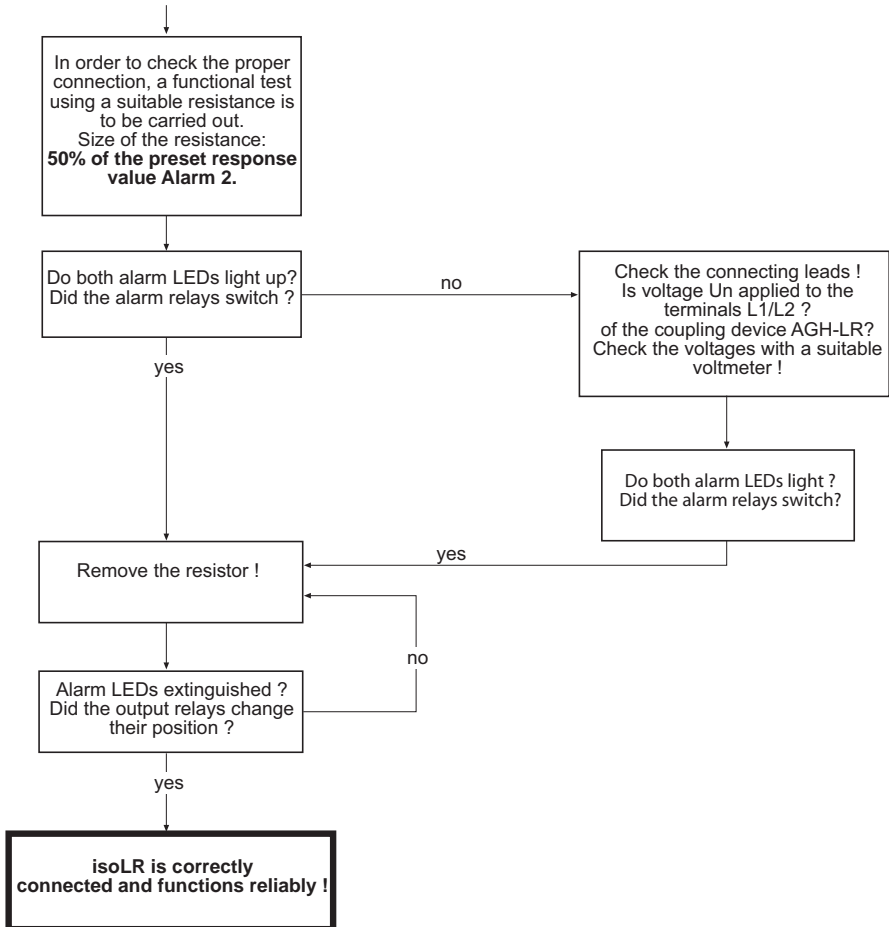 In order to check the proper
connection, a functional test
using a suitable resistance is
to be carried out.
Size of the resistance:
50% of the preset response
value Alarm 2.
Do both alarm LEDs light up?
Did the alarm relays switch ?
no
Check the connecting leads !
Is voltage Un applied to the
terminals L1/L2 ?
of the coupling device AGH-LR?
Check the voltages with a suitable
voltmeter !
yes
Do both alarm LEDs light ?
Did the alarm relays switch?
yes
Remove the resistor !
no
Alarm LEDs extinguished ?
Did the output relays change
their position ?
yes
isoLR is correctly
connected and functions reliably !